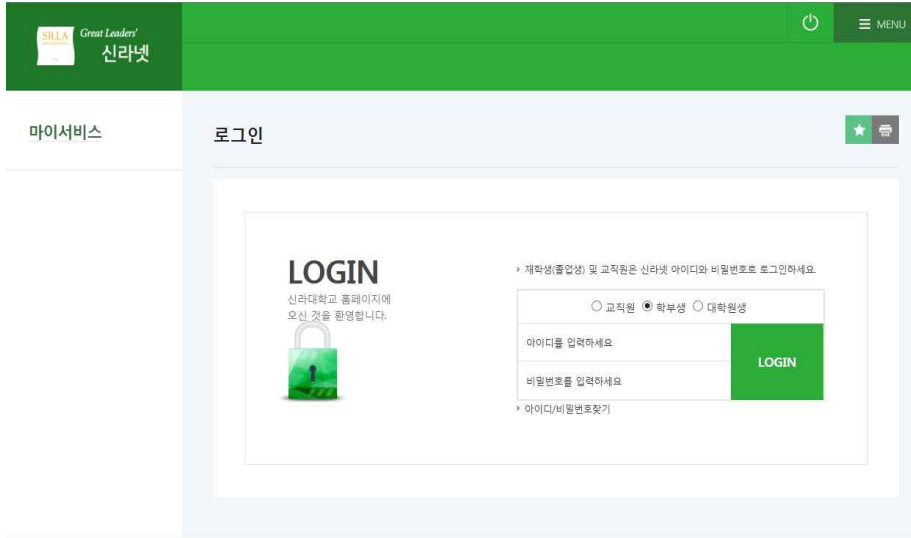 SILLA
Great Leaders'
신라넷
MENU
마이서비스
로그인
LOGIN
신라대학교 홈페이지에
오신 것을 환영합니다.
› 재학생(졸업생) 및 교직원은 신라넷 아이디와 비밀번호로 로그인하세요.
교직원 학부생 대학원생
아이디를 입력하세요
비밀번호를 입력하세요
LOGIN
› 아이디/비밀번호찾기